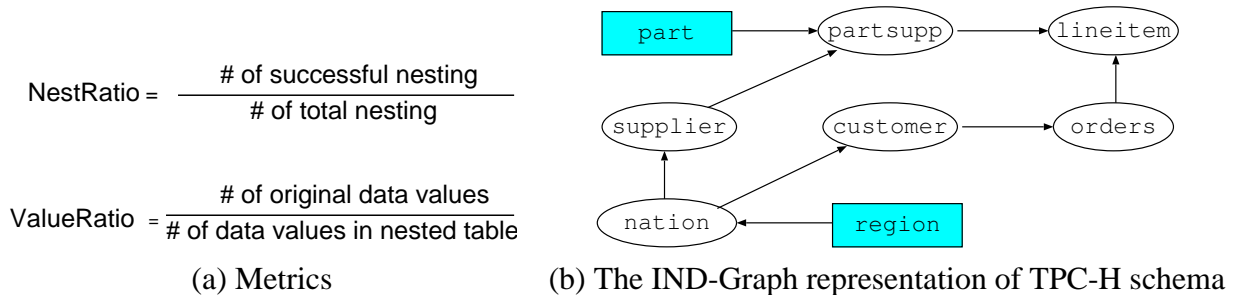 NestRatio =
# of successful nesting
# of total nesting
ValueRatio =
# of original data values
# of data values in nested table
(a) Metrics
part
partsupp
lineitem
supplier
customer
orders
nation
region
(b) The IND-Graph representation of TPC-H schema